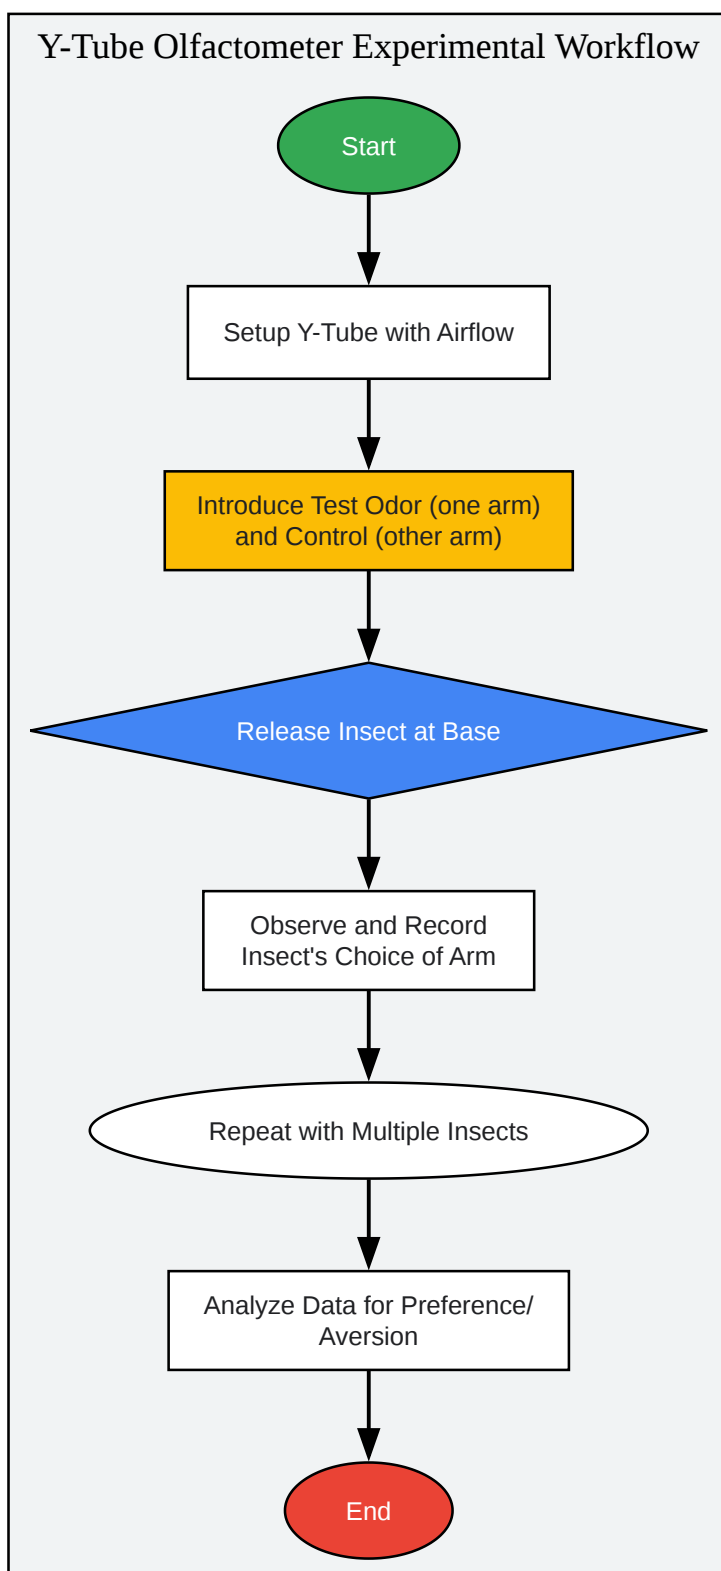 Y-Tube Olfactometer Experimental Workflow
Start
Setup Y-Tube with Airflow
Introduce Test Odor (one arm)
and Control (other arm)
Release Insect at Base
Observe and Record
Insect's Choice of Arm
Repeat with Multiple Insects
Analyze Data for Preference/
Aversion
End